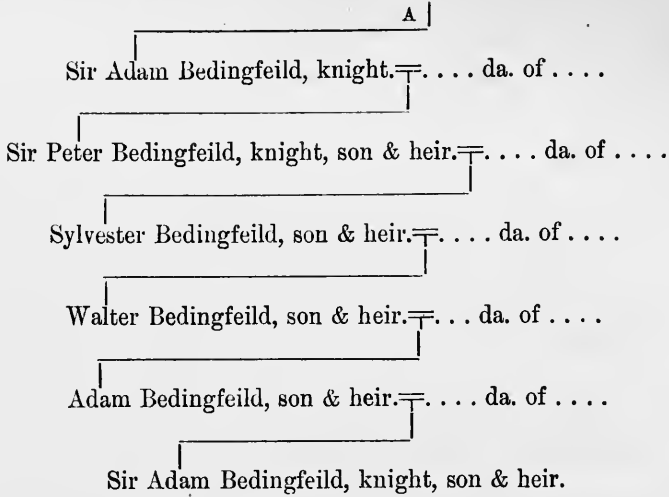 A
Sir Adam Bedingfeild, knight.=. . . . da. of . . . .
Sir Peter Bedingfeild, knight, son & heir.=. . . . da. of . . . .
Sylvester Bedingfeild, son & heir.=. . . . da. of . . . .
Walter Bedingfeild, son & heir.=. . . da. of . . . .
Adam Bedingfeild, son & heir.=. . . . da. of . . . .
Sir Adam Bedingfeild, knight, son & heir.